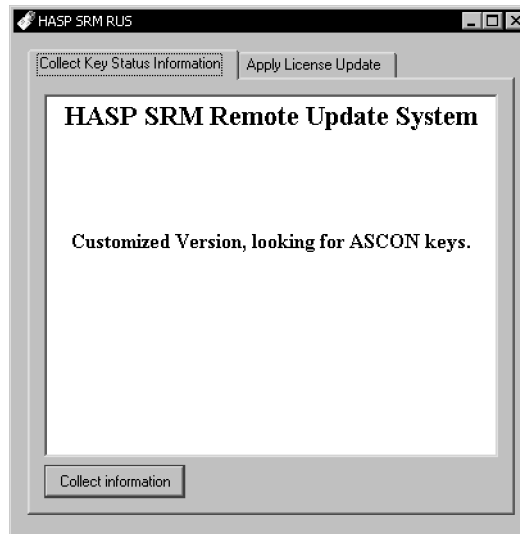 HASP SRM RUS
Collect Key Status Information
Apply License Update
HASP SRM Remote Update System
Customized Version, looking for ASCON keys.
Collect information